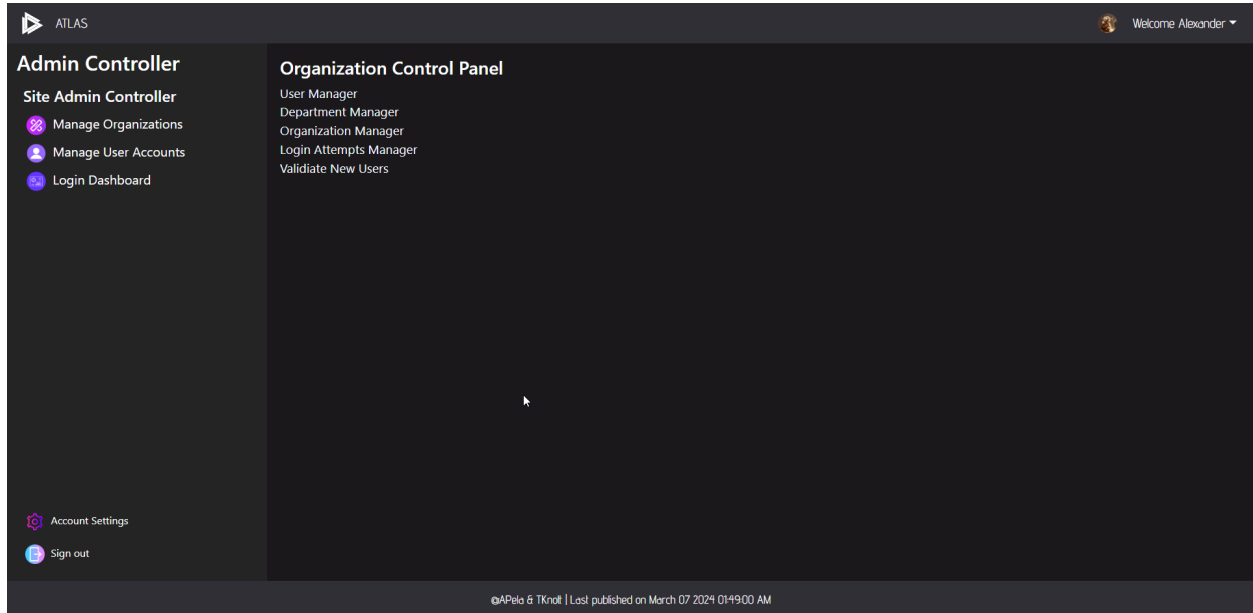 ATLAS
Welcome Alexander
Admin Controller
Site Admin Controller
Manage Organizations
Manage User Accounts
Login Dashboard
Organization Control Panel
User Manager
Department Manager
Organization Manager
Login Attempts Manager
Validiate New Users
Account Settings
Sign out
@APela & TKnolt | Last published on March 07 2024 01:49:00 AM